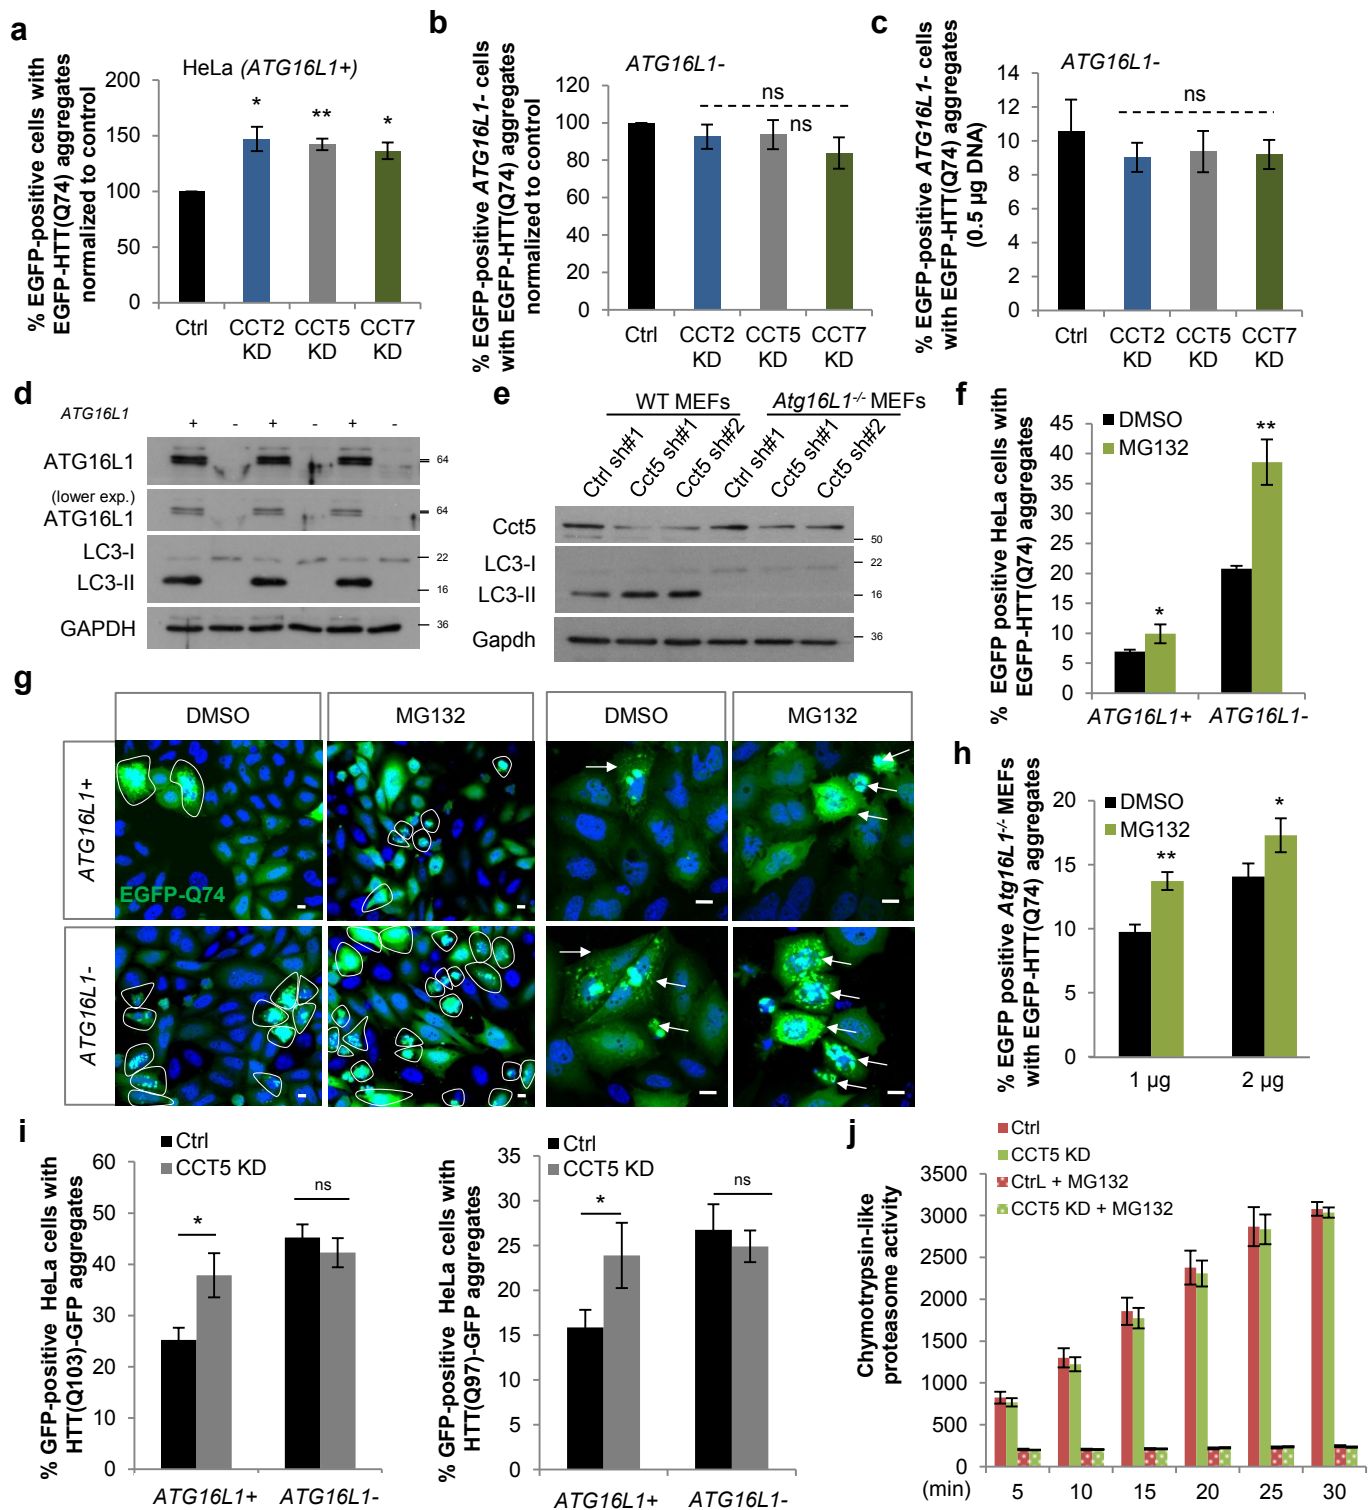 a
HeLa (ATG16L1+)
% EGFP-positive cells with
EGFP-HTT(Q74) aggregates
normalized to control
200
150
100
50
0
*
**
*
Ctrl
CCT2 KD
CCT5 KD
CCT7 KD
b
ATG16L1-
% EGFP-positive ATG16L1- cells
with EGFP-HTT(Q74) aggregates
normalized to control
120
100
80
60
40
20
0
ns
ns
Ctrl
CCT2 KD
CCT5 KD
CCT7 KD
c
ATG16L1-
% EGFP-positive ATG16L1- cells
with EGFP-HTT(Q74) aggregates
(0.5 µg DNA)
14
12
10
8
6
4
2
0
ns
Ctrl
CCT2 KD
CCT5 KD
CCT7 KD
d
ATG16L1
+ - + - + -
ATG16L1
64
(lower exp.)
ATG16L1
64
LC3-I
22
LC3-II
16
GAPDH
36
e
WT MEFs
Atg16L1-/- MEFs
Ctrl sh#1
Cct5 sh#1
Cct5 sh#2
Ctrl sh#1
Cct5 sh#1
Cct5 sh#2
Cct5
50
LC3-I
22
LC3-II
16
Gapdh
36
f
% EGFP positive HeLa cells with
EGFP-HTT(Q74) aggregates
DMSO
MG132
45
40
35
30
25
20
15
10
5
0
*
**
ATG16L1+
ATG16L1-
g
DMSO
MG132
DMSO
MG132
ATG16L1+
EGFP-Q74
ATG16L1-
h
% EGFP positive Atg16L1-/- MEFs
with EGFP-HTT(Q74) aggregates
DMSO
MG132
20
15
10
5
0
**
*
1 µg
2 µg
i
% GFP-positive HeLa cells with
HTT(Q103)-GFP aggregates
Ctrl
CCT5 KD
60
50
40
30
20
10
0
*
ns
ATG16L1+
ATG16L1-
% GFP-positive HeLa cells with
HTT(Q97)-GFP aggregates
Ctrl
CCT5 KD
35
30
25
20
15
10
5
0
*
ns
ATG16L1+
ATG16L1-
j
Chymotrypsin-like
proteasome activity
Ctrl
CCT5 KD
CtrL + MG132
CCT5 KD + MG132
3500
3000
2500
2000
1500
1000
500
0
(min) 5 10 15 20 25 30